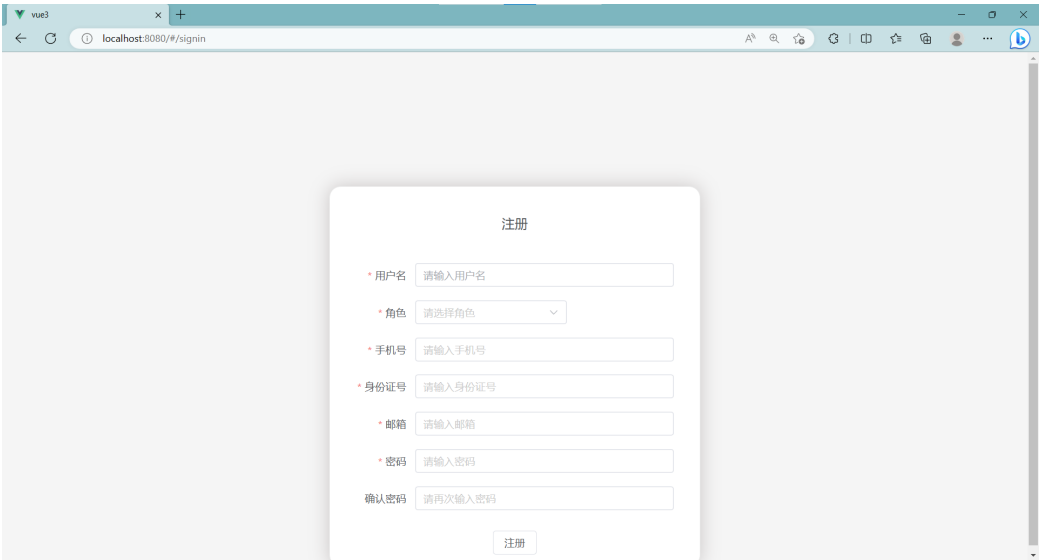 vue3
localhost:8080/#/signin
注册
* 用户名 请输入用户名
* 角色 请选择角色
* 手机号 请输入手机号
* 身份证号 请输入身份证号
* 邮箱 请输入邮箱
* 密码 请输入密码
确认密码 请再次输入密码
注册